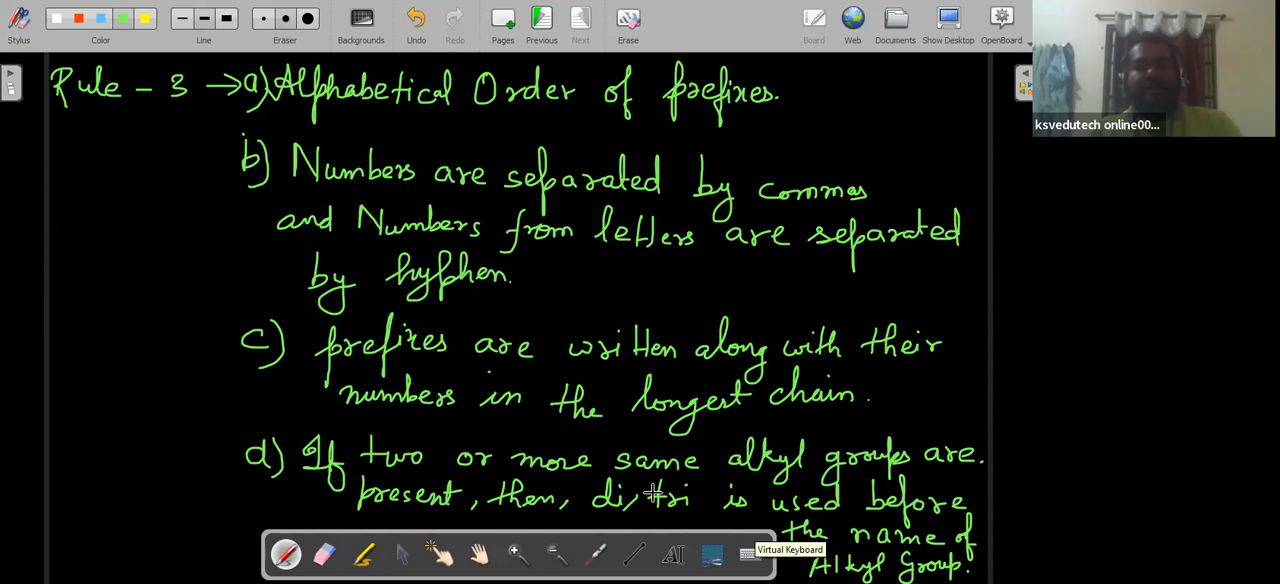 Stylus
Color
Line
Eraser
Backgrounds
Undo
Redo
Pages
Previous
Next
Erase
Board
Web
Documents
Show Desktop
OpenBoard
ksvedutech online00...
Rule - 3 → a) Alphabetical Order of prefixes.
b) Numbers are separated by commas
and Numbers from letters are separated
by hyphen.
c) prefixes are written along with their
numbers in the longest chain.
d) If two or more same alkyl groups are.
present, then, di, tri is used before
the name of
Alkyl Group.
Virtual Keyboard